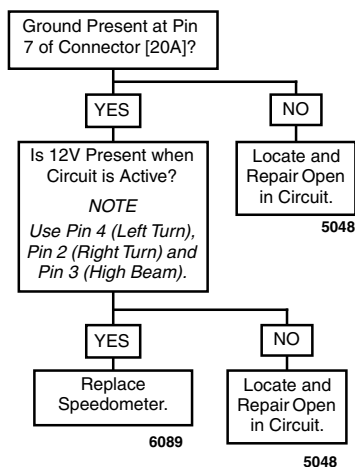 Ground Present at Pin
7 of Connector [20A]?
YES
NO
Is 12V Present when
Circuit is Active?
NOTE
Use Pin 4 (Left Turn),
Pin 2 (Right Turn) and
Pin 3 (High Beam).
Locate and
Repair Open
in Circuit.
5048
YES
NO
Replace
Speedometer.
6089
Locate and
Repair Open
in Circuit.
5048